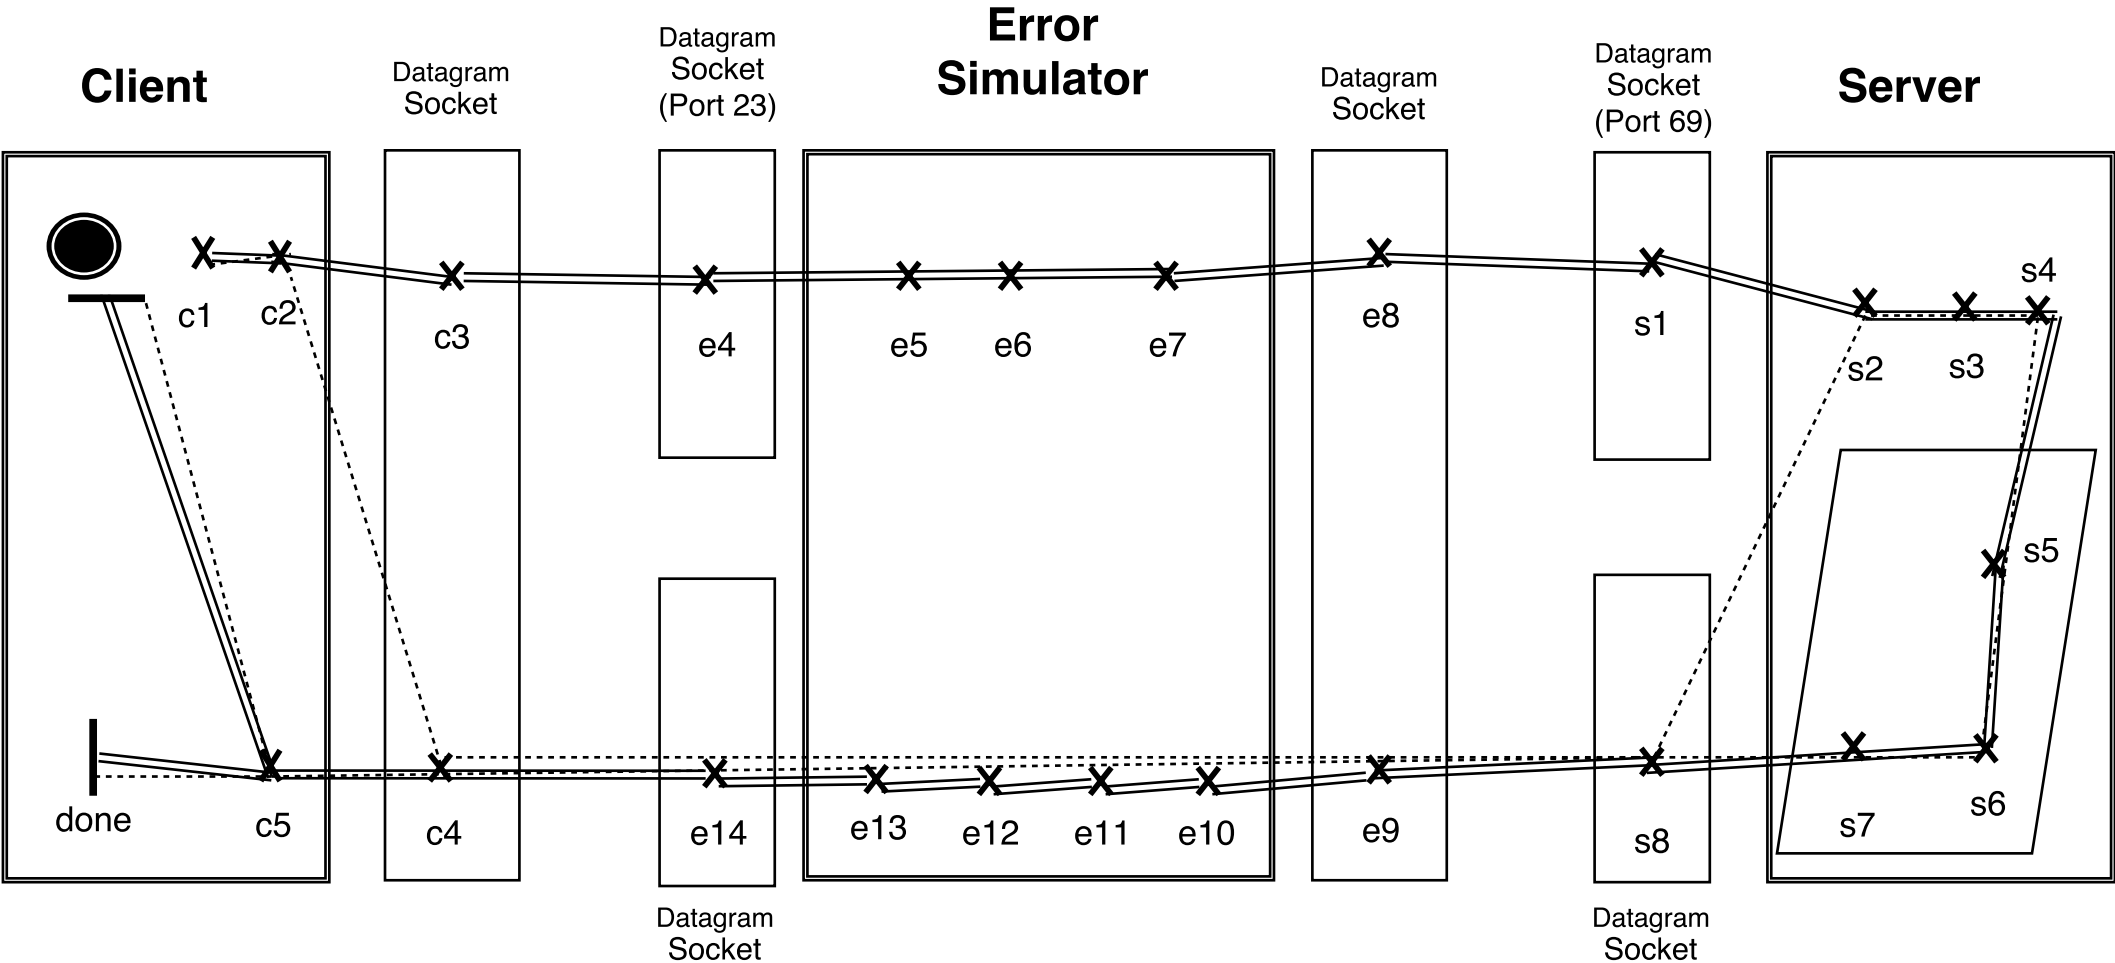 Error
Simulator
Datagram
Socket
(Port 23)
Datagram
Socket
(Port 69)
Client
Datagram
Socket
Datagram
Socket
Server
c1
c2
c3
e4
e5
e6
e7
e8
s1
s2
s3
s4
s5
done
c5
c4
e14
e13
e12
e11
e10
e9
s8
s7
s6
Datagram
Socket
Datagram
Socket